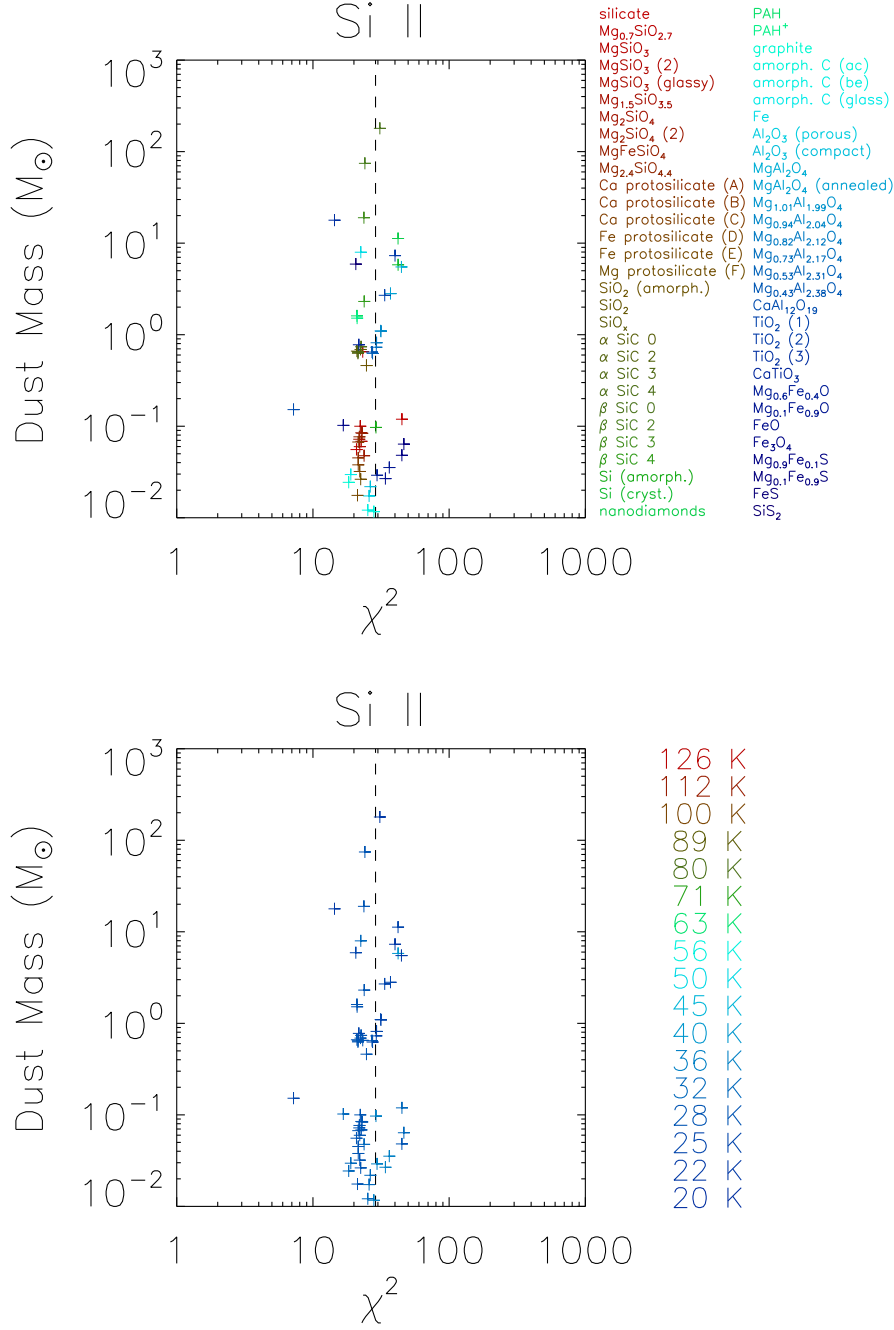 Si II
10³
10²
10¹
10⁰
10⁻¹
10⁻²
Dust Mass (M☉)
1
10
100
1000
χ²
silicate
Mg₀.₇SiO₂.₇
MgSiO₃
MgSiO₃ (2)
MgSiO₃ (glassy)
Mg₁.₅SiO₃.₅
Mg₂SiO₄
Mg₂SiO₄ (2)
MgFeSiO₄
Mg₂.₄SiO₄.₄
Ca protosilicate (A)
Ca protosilicate (B)
Ca protosilicate (C)
Fe protosilicate (D)
Fe protosilicate (E)
Mg protosilicate (F)
SiO₂ (amorph.)
SiO₂
SiOₓ
α SiC 0
α SiC 2
α SiC 3
α SiC 4
β SiC 0
β SiC 2
β SiC 3
β SiC 4
Si (amorph.)
Si (cryst.)
nanodiamonds
PAH
PAH⁺
graphite
amorph. C (ac)
amorph. C (be)
amorph. C (glass)
Fe
Al₂O₃ (porous)
Al₂O₃ (compact)
MgAl₂O₄
MgAl₂O₄ (annealed)
Mg₁.₀₁Al₁.₉₉O₄
Mg₀.₉₄Al₂.₀₄O₄
Mg₀.₈₂Al₂.₁₂O₄
Mg₀.₇₃Al₂.₁₇O₄
Mg₀.₅₃Al₂.₃₁O₄
Mg₀.₄₃Al₂.₃₈O₄
CaAl₁₂O₁₉
TiO₂ (1)
TiO₂ (2)
TiO₂ (3)
CaTiO₃
Mg₀.₆Fe₀.₄O
Mg₀.₁Fe₀.₉O
FeO
Fe₃O₄
Mg₀.₉Fe₀.₁S
Mg₀.₁Fe₀.₉S
FeS
SiS₂
Si II
10³
10²
10¹
10⁰
10⁻¹
10⁻²
Dust Mass (M☉)
1
10
100
1000
χ²
126 K
112 K
100 K
89 K
80 K
71 K
63 K
56 K
50 K
45 K
40 K
36 K
32 K
28 K
25 K
22 K
20 K